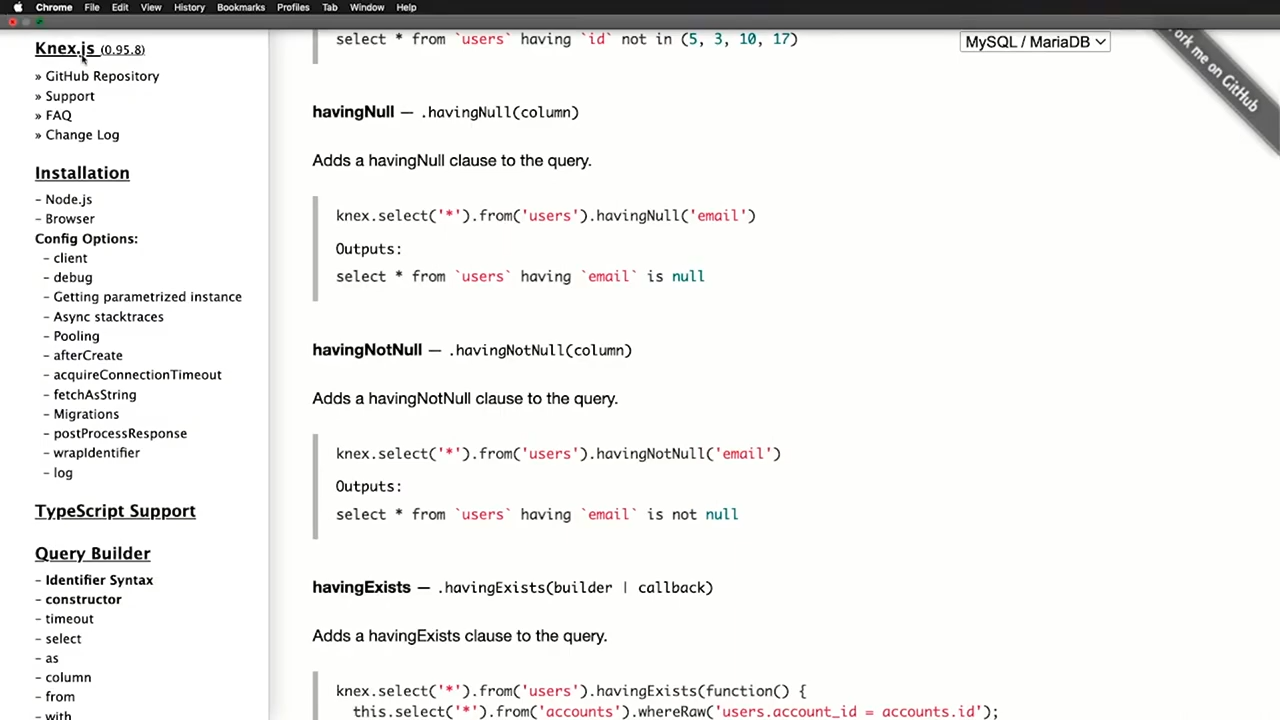 Chrome File Edit View History Bookmarks Profiles Tab Window Help
Knex.js (0.95.8)
» GitHub Repository
» Support
» FAQ
» Change Log
Installation
- Node.js
- Browser
Config Options:
- client
- debug
- Getting parametrized instance
- Async stacktraces
- Pooling
- afterCreate
- acquireConnectionTimeout
- fetchAsString
- Migrations
- postProcessResponse
- wrapIdentifier
- log
TypeScript Support
Query Builder
- Identifier Syntax
- constructor
- timeout
- select
- as
- column
- from
- with
select * from `users` having `id` not in (5, 3, 10, 17)
MySQL / MariaDB
Fork me on GitHub
havingNull — .havingNull(column)
Adds a havingNull clause to the query.
knex.select('*').from('users').havingNull('email')
Outputs:
select * from `users` having `email` is null
havingNotNull — .havingNotNull(column)
Adds a havingNotNull clause to the query.
knex.select('*').from('users').havingNotNull('email')
Outputs:
select * from `users` having `email` is not null
havingExists — .havingExists(builder | callback)
Adds a havingExists clause to the query.
knex.select('*').from('users').havingExists(function() {
this.select('*').from('accounts').whereRaw('users.account_id = accounts.id');